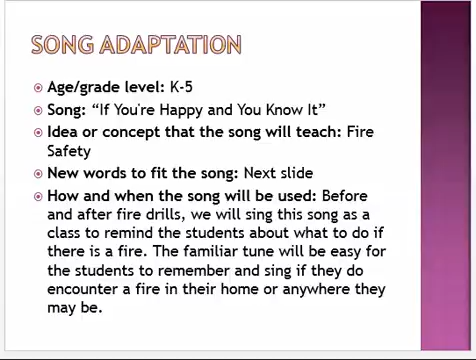 SONG ADAPTATION
Age/grade level: K-5
Song: “If You're Happy and You Know It”
Idea or concept that the song will teach: Fire
Safety
New words to fit the song: Next slide
How and when the song will be used: Before
and after fire drills, we will sing this song as a
class to remind the students about what to do if
there is a fire. The familiar tune will be easy for
the students to remember and sing if they do
encounter a fire in their home or anywhere they
may be.